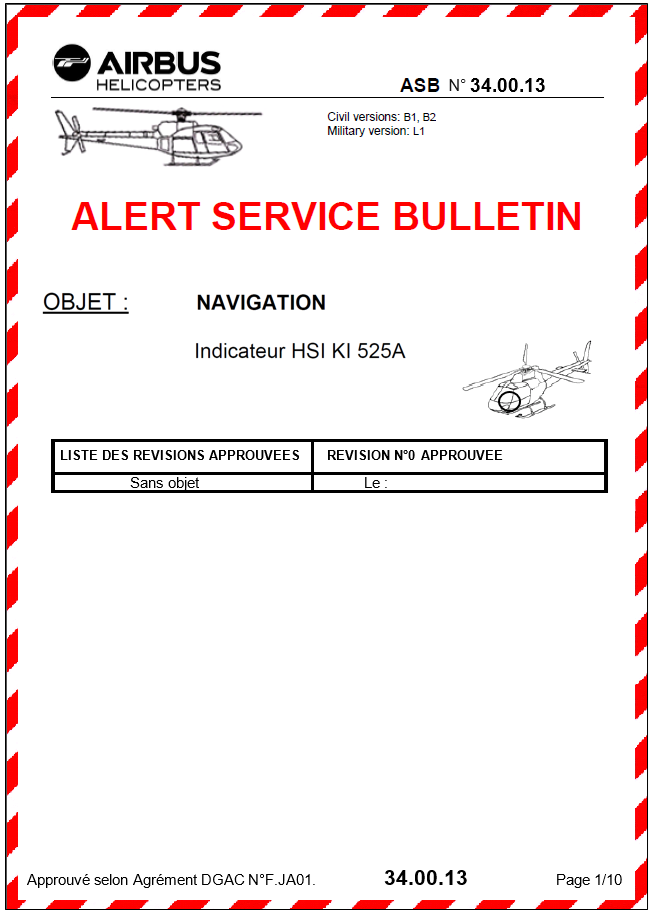 AIRBUS
HELICOPTERS
ASB N° 34.00.13
Civil versions: B1, B2
Military version: L1
ALERT SERVICE BULLETIN
OBJET : NAVIGATION
Indicateur HSI KI 525A
LISTE DES REVISIONS APPROUVEES REVISION N°0 APPROUVEE
Sans objet Le :
Approuvé selon Agrément DGAC N°F.JA01. 34.00.13 Page 1/10